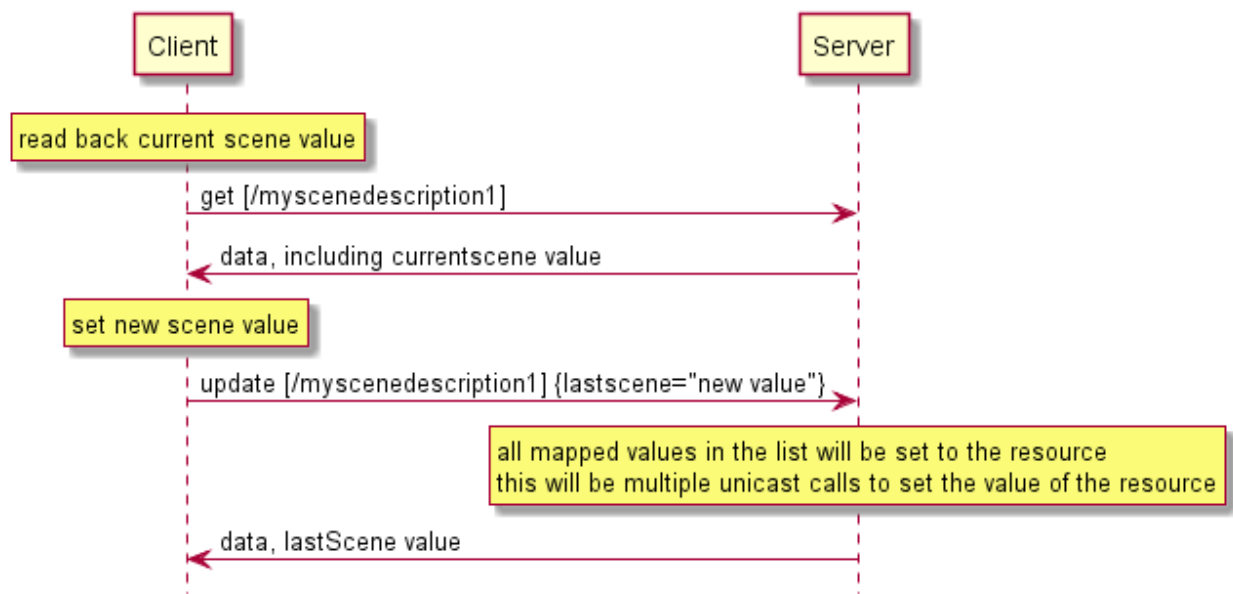 Client
Server
read back current scene value
get [/myscenedescription1]
data, including currentscene value
set new scene value
update [/myscenedescription1] {lastscene="new value"}
all mapped values in the list will be set to the resource
this will be multiple unicast calls to set the value of the resource
data, lastScene value